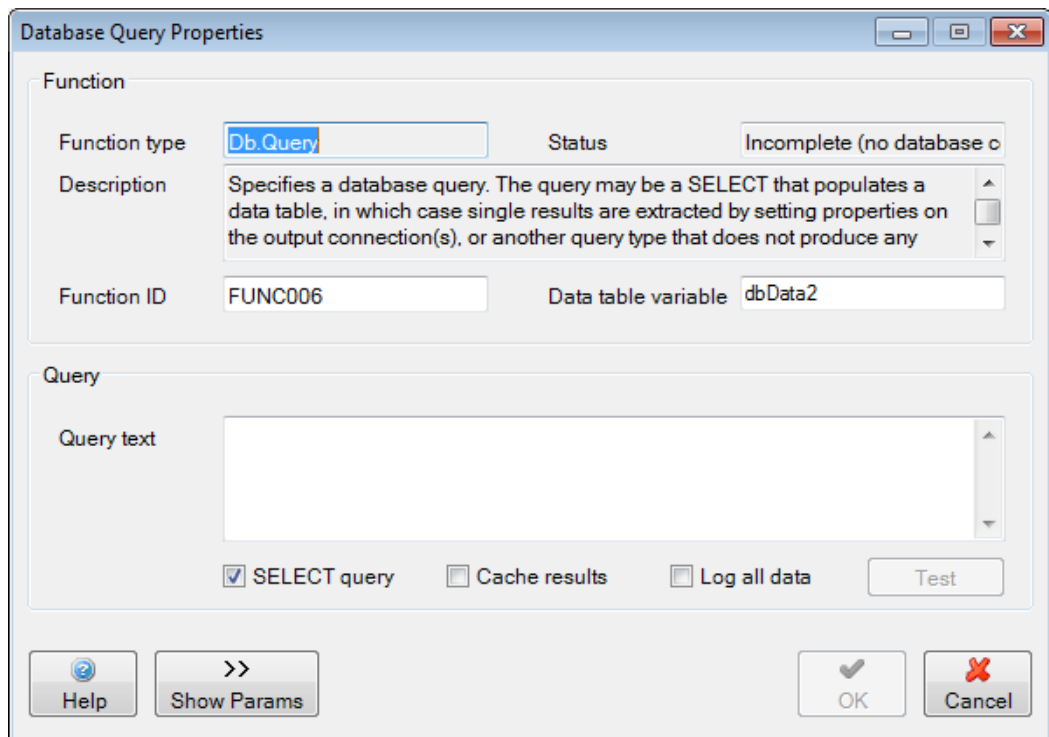 Database Query Properties
Function
Function type Db.Query Status Incomplete (no database c
Description Specifies a database query. The query may be a SELECT that populates a
data table, in which case single results are extracted by setting properties on
the output connection(s), or another query type that does not produce any
Function ID FUNC006 Data table variable dbData2
Query
Query text
SELECT query Cache results Log all data Test
>>
Help Show Params OK Cancel